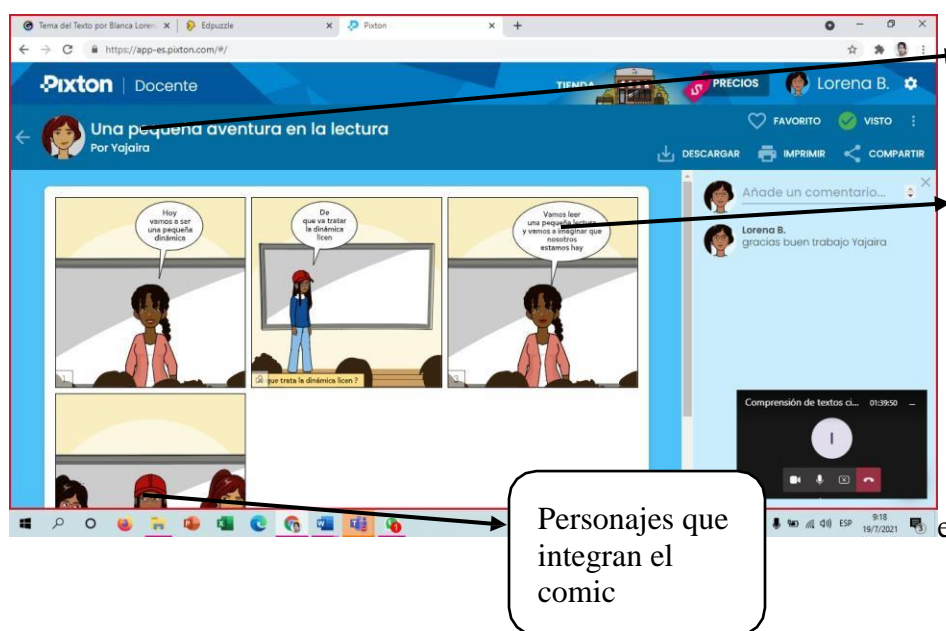 Tema del Texto por Blanca Loren
Edpuzzle
Pixton
https://app-es.pixton.com/#/
Pixton | Docente
TIENDA
PRECIOS
Lorena B.
Una pequeña aventura en la lectura
Por Yajaira
FAVORITO
VISTO
DESCARGAR
IMPRIMIR
COMPARTIR
Hoy
vamos a ser
una pequeña
dinámica
1
De
que va tratar
la dinámica
licen
que trata la dinámica licen ?
Vamos leer
una pequeña lectura
y vamos a imaginar que
nosotros
estamos hay
3
Añade un comentario...
Lorena B.
gracias buen trabajo Yajaira
Comprensión de textos ci... 01:39:50
I
Personajes que
integran el
comic
ESP
9:18
19/7/2021
3
e